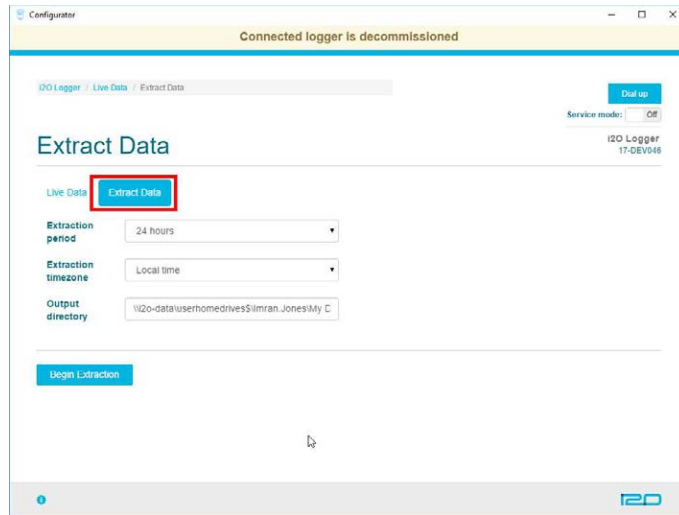 Configurator
Connected logger is decommissioned
i2O Logger / Live Data / Extract Data
Dial up
Service mode: Off
Extract Data
i2O Logger
17-DEV046
Live Data
Extract Data
Extraction period
24 hours
Extraction timezone
Local time
Output directory
\\i2o-data\userhomedrives$\Imran.Jones\My D
Begin Extraction
i2O